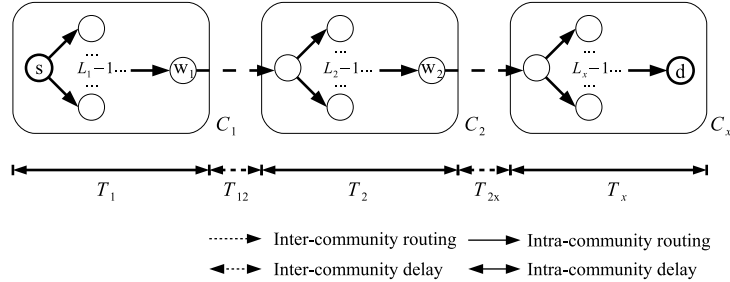 ... ... ...
s L₁−1... w₁ L₂−1... w₂ Lₓ−1... d
... ... ...
C₁ C₂ Cₓ
T₁ T₁₂ T₂ T₂ₓ Tₓ
Inter-community routing Intra-community routing
Inter-community delay Intra-community delay